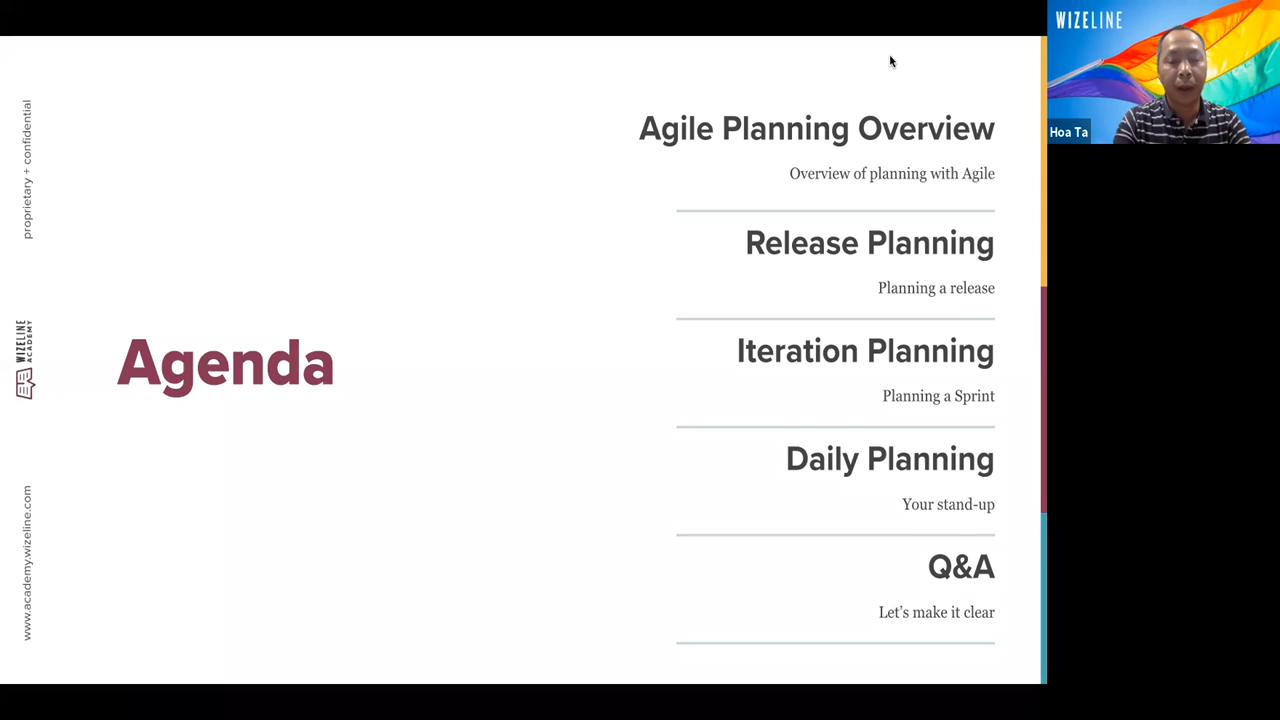 proprietary + confidential
WIZELINE
ACADEMY
www.academy.wizeline.com
Agenda
Agile Planning Overview
Overview of planning with Agile
Release Planning
Planning a release
Iteration Planning
Planning a Sprint
Daily Planning
Your stand-up
Q&A
Let's make it clear
WIZELINE
Hoa Ta